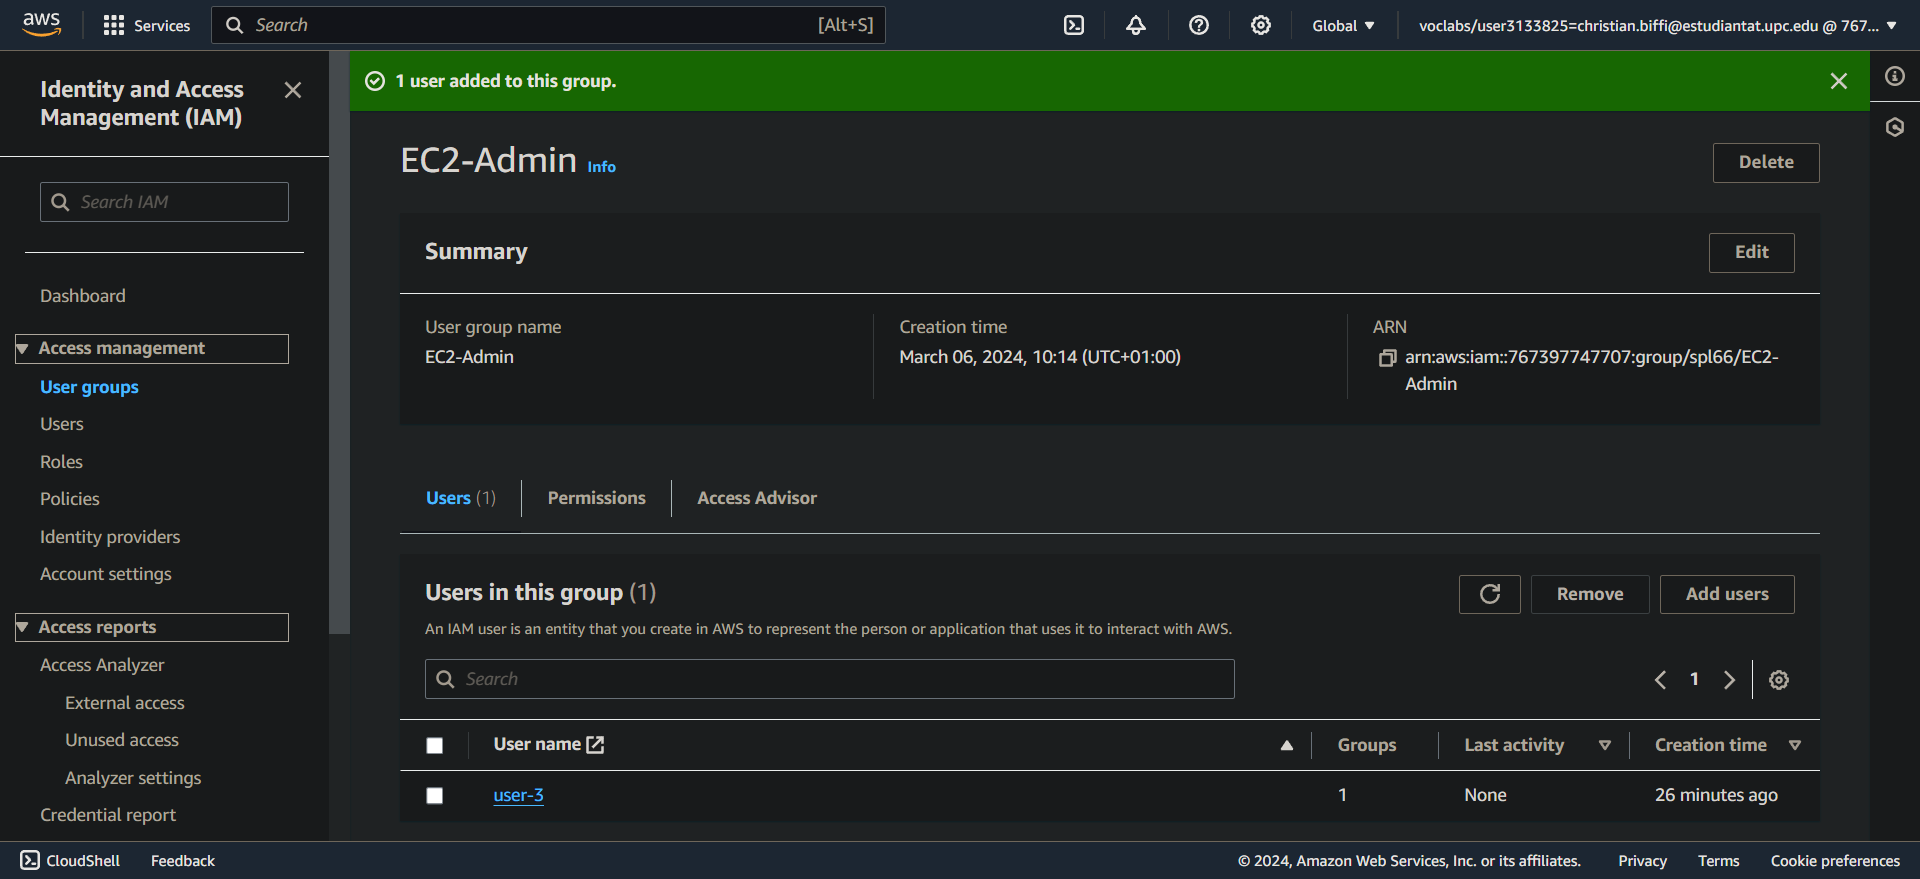 aws
Services
Search
[Alt+S]
Global
voclabs/user3133825=christian.biffi@estudiantat.upc.edu @ 767...
Identity and Access
Management (IAM)
Search IAM
Dashboard
Access management
User groups
Users
Roles
Policies
Identity providers
Account settings
Access reports
Access Analyzer
External access
Unused access
Analyzer settings
Credential report
1 user added to this group.
EC2-Admin Info
Delete
Summary
Edit
User group name
EC2-Admin
Creation time
March 06, 2024, 10:14 (UTC+01:00)
ARN
arn:aws:iam::767397747707:group/spl66/EC2-
Admin
Users (1)
Permissions
Access Advisor
Users in this group (1)
Remove
Add users
An IAM user is an entity that you create in AWS to represent the person or application that uses it to interact with AWS.
Search
1
User name
Groups
Last activity
Creation time
user-3
1
None
26 minutes ago
CloudShell
Feedback
© 2024, Amazon Web Services, Inc. or its affiliates.
Privacy
Terms
Cookie preferences